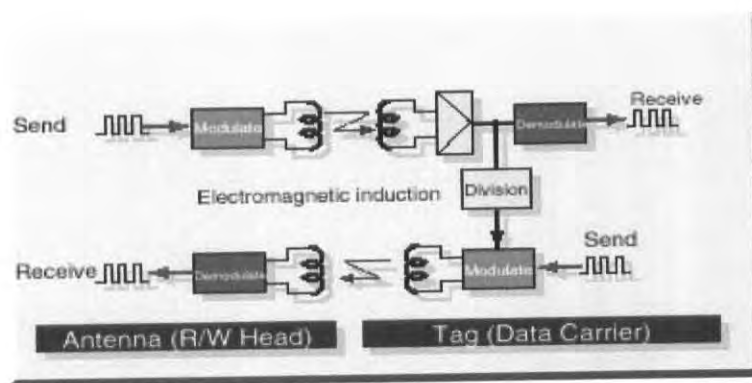 Send
Modulate
Demodulate
Receive
Electromagnetic induction
Division
Receive
Demodulate
Modulate
Send
Antenna (R/W Head)
Tag (Data Carrier)